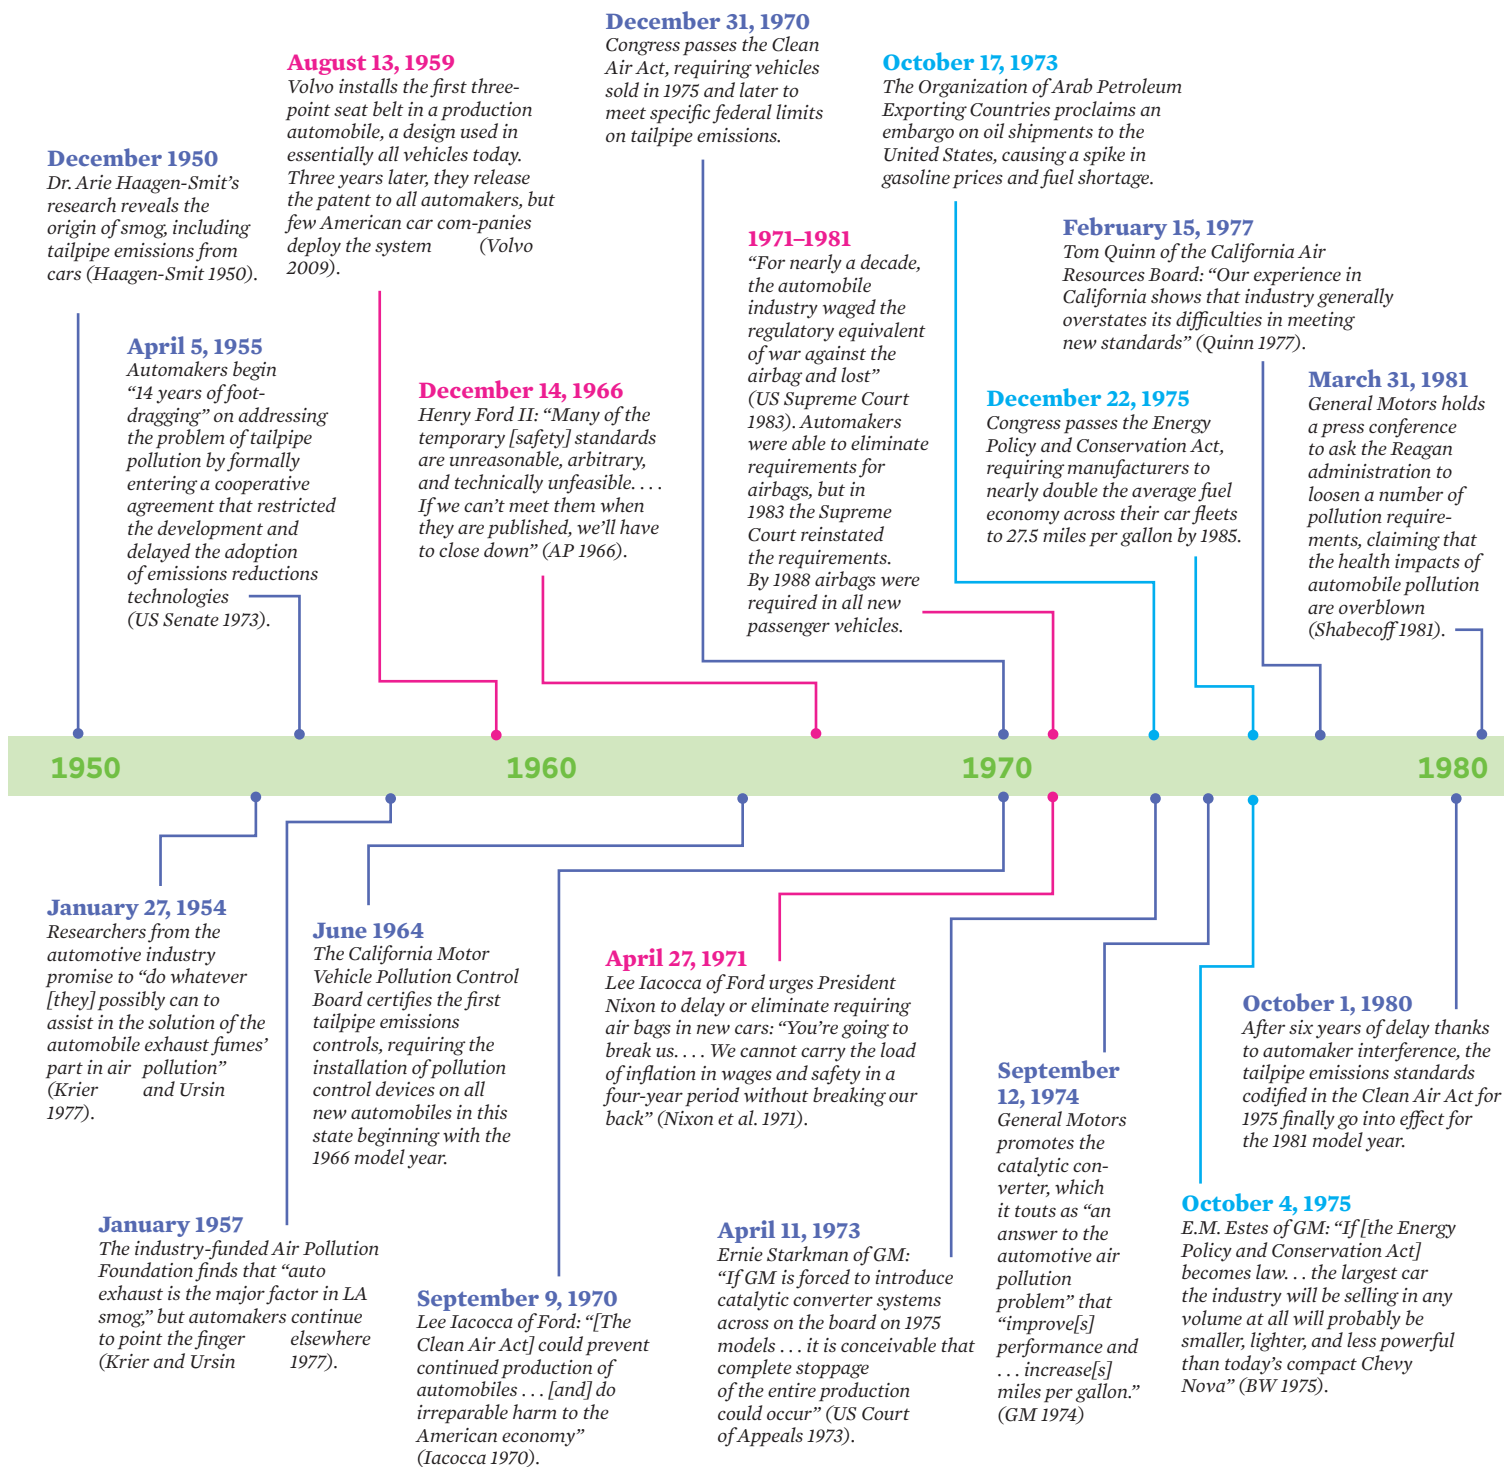 December 1950
Dr. Arie Haagen-Smit's
research reveals the
origin of smog, including
tailpipe emissions from
cars (Haagen-Smit 1950).
April 5, 1955
Automakers begin
“14 years of foot-
dragging” on addressing
the problem of tailpipe
pollution by formally
entering a cooperative
agreement that restricted
the development and
delayed the adoption
of emissions reductions
technologies
(US Senate 1973).
August 13, 1959
Volvo installs the first three-
point seat belt in a production
automobile, a design used in
essentially all vehicles today.
Three years later, they release
the patent to all automakers, but
few American car com-panies
deploy the system (Volvo
2009).
December 14, 1966
Henry Ford II: “Many of the
temporary [safety] standards
are unreasonable, arbitrary,
and technically unfeasible. . . .
If we can't meet them when
they are published, we'll have
to close down” (AP 1966).
December 31, 1970
Congress passes the Clean
Air Act, requiring vehicles
sold in 1975 and later to
meet specific federal limits
on tailpipe emissions.
1971–1981
“For nearly a decade,
the automobile
industry waged the
regulatory equivalent
of war against the
airbag and lost”
(US Supreme Court
1983). Automakers
were able to eliminate
requirements for
airbags, but in
1983 the Supreme
Court reinstated
the requirements.
By 1988 airbags were
required in all new
passenger vehicles.
October 17, 1973
The Organization of Arab Petroleum
Exporting Countries proclaims an
embargo on oil shipments to the
United States, causing a spike in
gasoline prices and fuel shortage.
December 22, 1975
Congress passes the Energy
Policy and Conservation Act,
requiring manufacturers to
nearly double the average fuel
economy across their car fleets
to 27.5 miles per gallon by 1985.
February 15, 1977
Tom Quinn of the California Air
Resources Board: “Our experience in
California shows that industry generally
overstates its difficulties in meeting
new standards” (Quinn 1977).
March 31, 1981
General Motors holds
a press conference
to ask the Reagan
administration to
loosen a number of
pollution require-
ments, claiming that
the health impacts of
automobile pollution
are overblown
(Shabecoff 1981).
1950 1960 1970 1980
January 27, 1954
Researchers from the
automotive industry
promise to “do whatever
[they] possibly can to
assist in the solution of the
automobile exhaust fumes'
part in air pollution”
(Krier and Ursin
1977).
January 1957
The industry-funded Air Pollution
Foundation finds that “auto
exhaust is the major factor in LA
smog,” but automakers continue
to point the finger elsewhere
(Krier and Ursin 1977).
June 1964
The California Motor
Vehicle Pollution Control
Board certifies the first
tailpipe emissions
controls, requiring the
installation of pollution
control devices on all
new automobiles in this
state beginning with the
1966 model year.
September 9, 1970
Lee Iacocca of Ford: “[The
Clean Air Act] could prevent
continued production of
automobiles . . . [and] do
irreparable harm to the
American economy”
(Iacocca 1970).
April 27, 1971
Lee Iacocca of Ford urges President
Nixon to delay or eliminate requiring
air bags in new cars: “You're going to
break us. . . . We cannot carry the load
of inflation in wages and safety in a
four-year period without breaking our
back” (Nixon et al. 1971).
April 11, 1973
Ernie Starkman of GM:
“If GM is forced to introduce
catalytic converter systems
across on the board on 1975
models . . . it is conceivable that
complete stoppage
of the entire production
could occur” (US Court
of Appeals 1973).
September
12, 1974
General Motors
promotes the
catalytic con-
verter, which
it touts as “an
answer to the
automotive air
pollution
problem” that
“improve[s]
performance and
. . . increase[s]
miles per gallon.”
(GM 1974)
October 4, 1975
E.M. Estes of GM: “If [the Energy
Policy and Conservation Act]
becomes law. . . the largest car
the industry will be selling in any
volume at all will probably be
smaller, lighter, and less powerful
than today's compact Chevy
Nova” (BW 1975).
October 1, 1980
After six years of delay thanks
to automaker interference, the
tailpipe emissions standards
codified in the Clean Air Act for
1975 finally go into effect for
the 1981 model year.